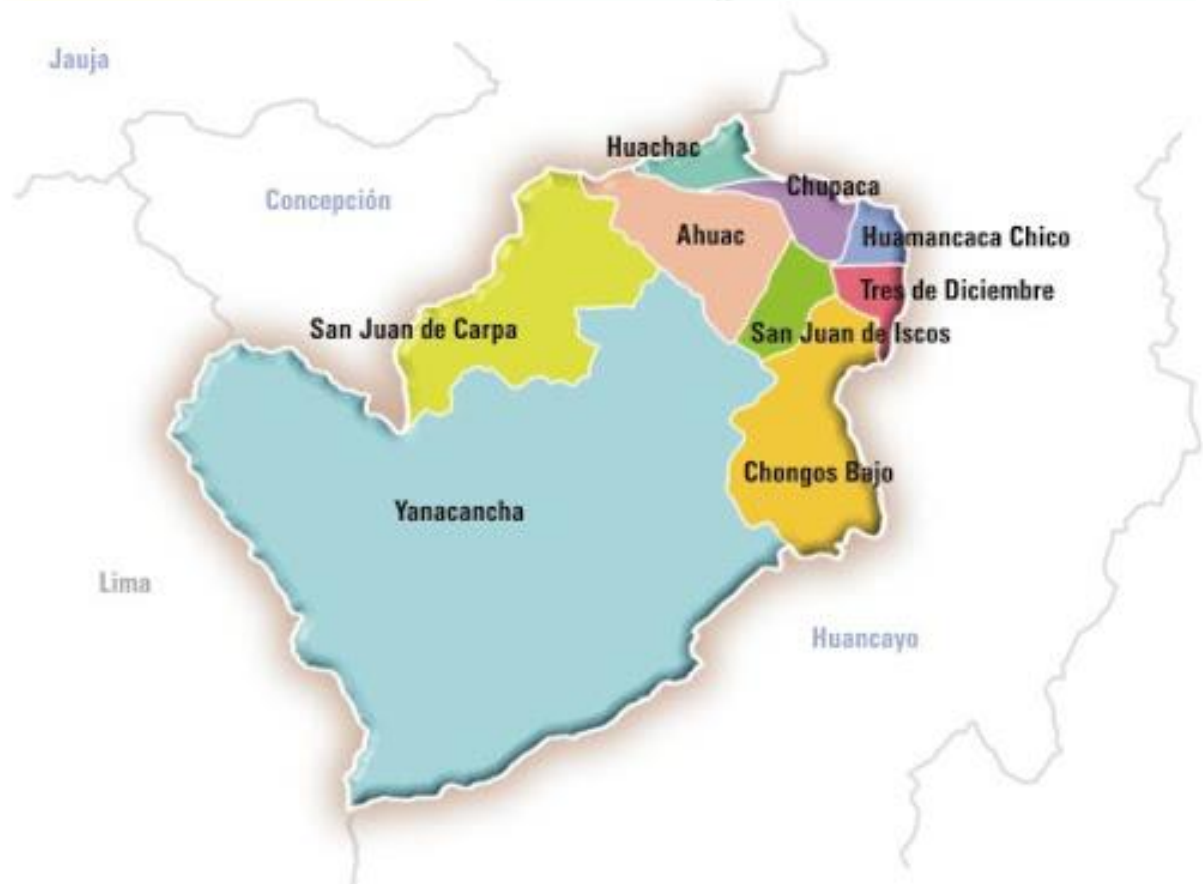 Jauja
Huachac
Chupaca
Concepción
Ahuac
Huamancaca Chico
Tres de Diciembre
San Juan de Carpa
San Juan de Iscos
Chongos Bajo
Yanacancha
Lima
Huancayo